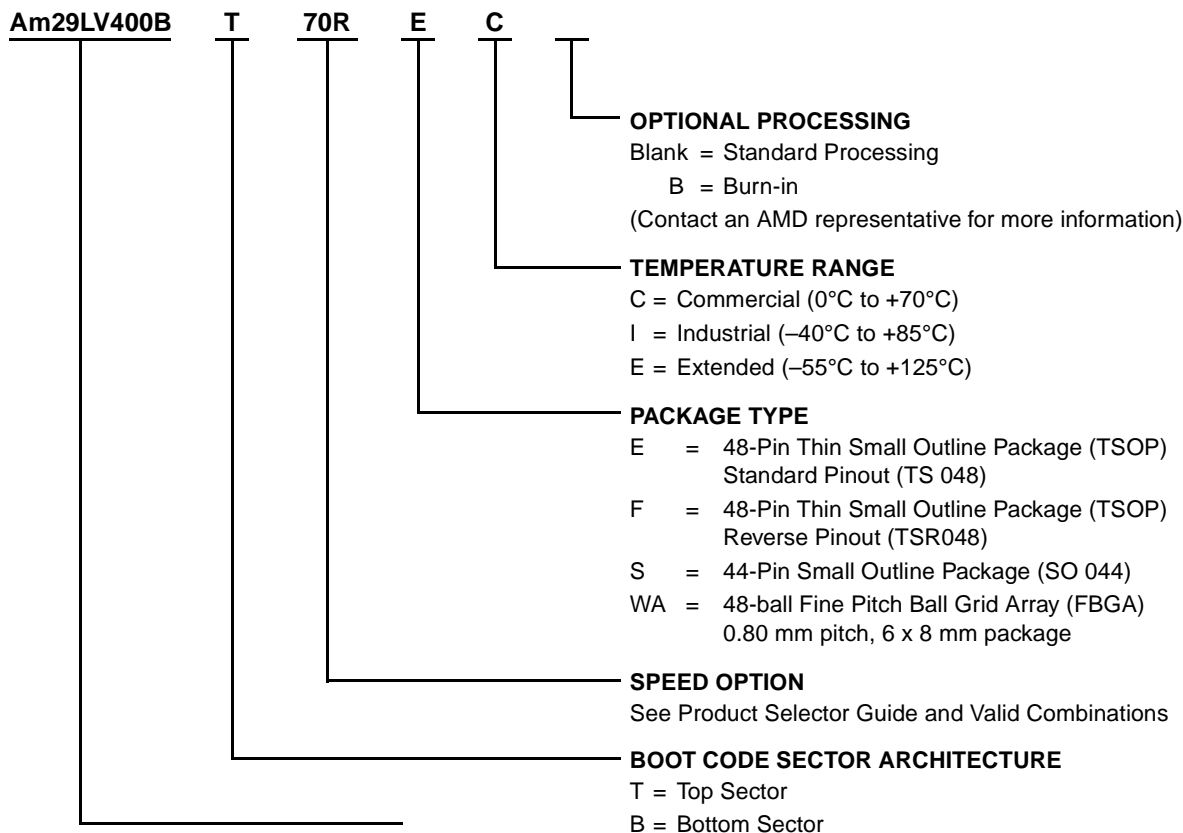 Am29LV400B T 70R E C
OPTIONAL PROCESSING
Blank = Standard Processing
B = Burn-in
(Contact an AMD representative for more information)
TEMPERATURE RANGE
C = Commercial (0°C to +70°C)
I = Industrial (–40°C to +85°C)
E = Extended (–55°C to +125°C)
PACKAGE TYPE
E = 48-Pin Thin Small Outline Package (TSOP)
Standard Pinout (TS 048)
F = 48-Pin Thin Small Outline Package (TSOP)
Reverse Pinout (TSR048)
S = 44-Pin Small Outline Package (SO 044)
WA = 48-ball Fine Pitch Ball Grid Array (FBGA)
0.80 mm pitch, 6 x 8 mm package
SPEED OPTION
See Product Selector Guide and Valid Combinations
BOOT CODE SECTOR ARCHITECTURE
T = Top Sector
B = Bottom Sector